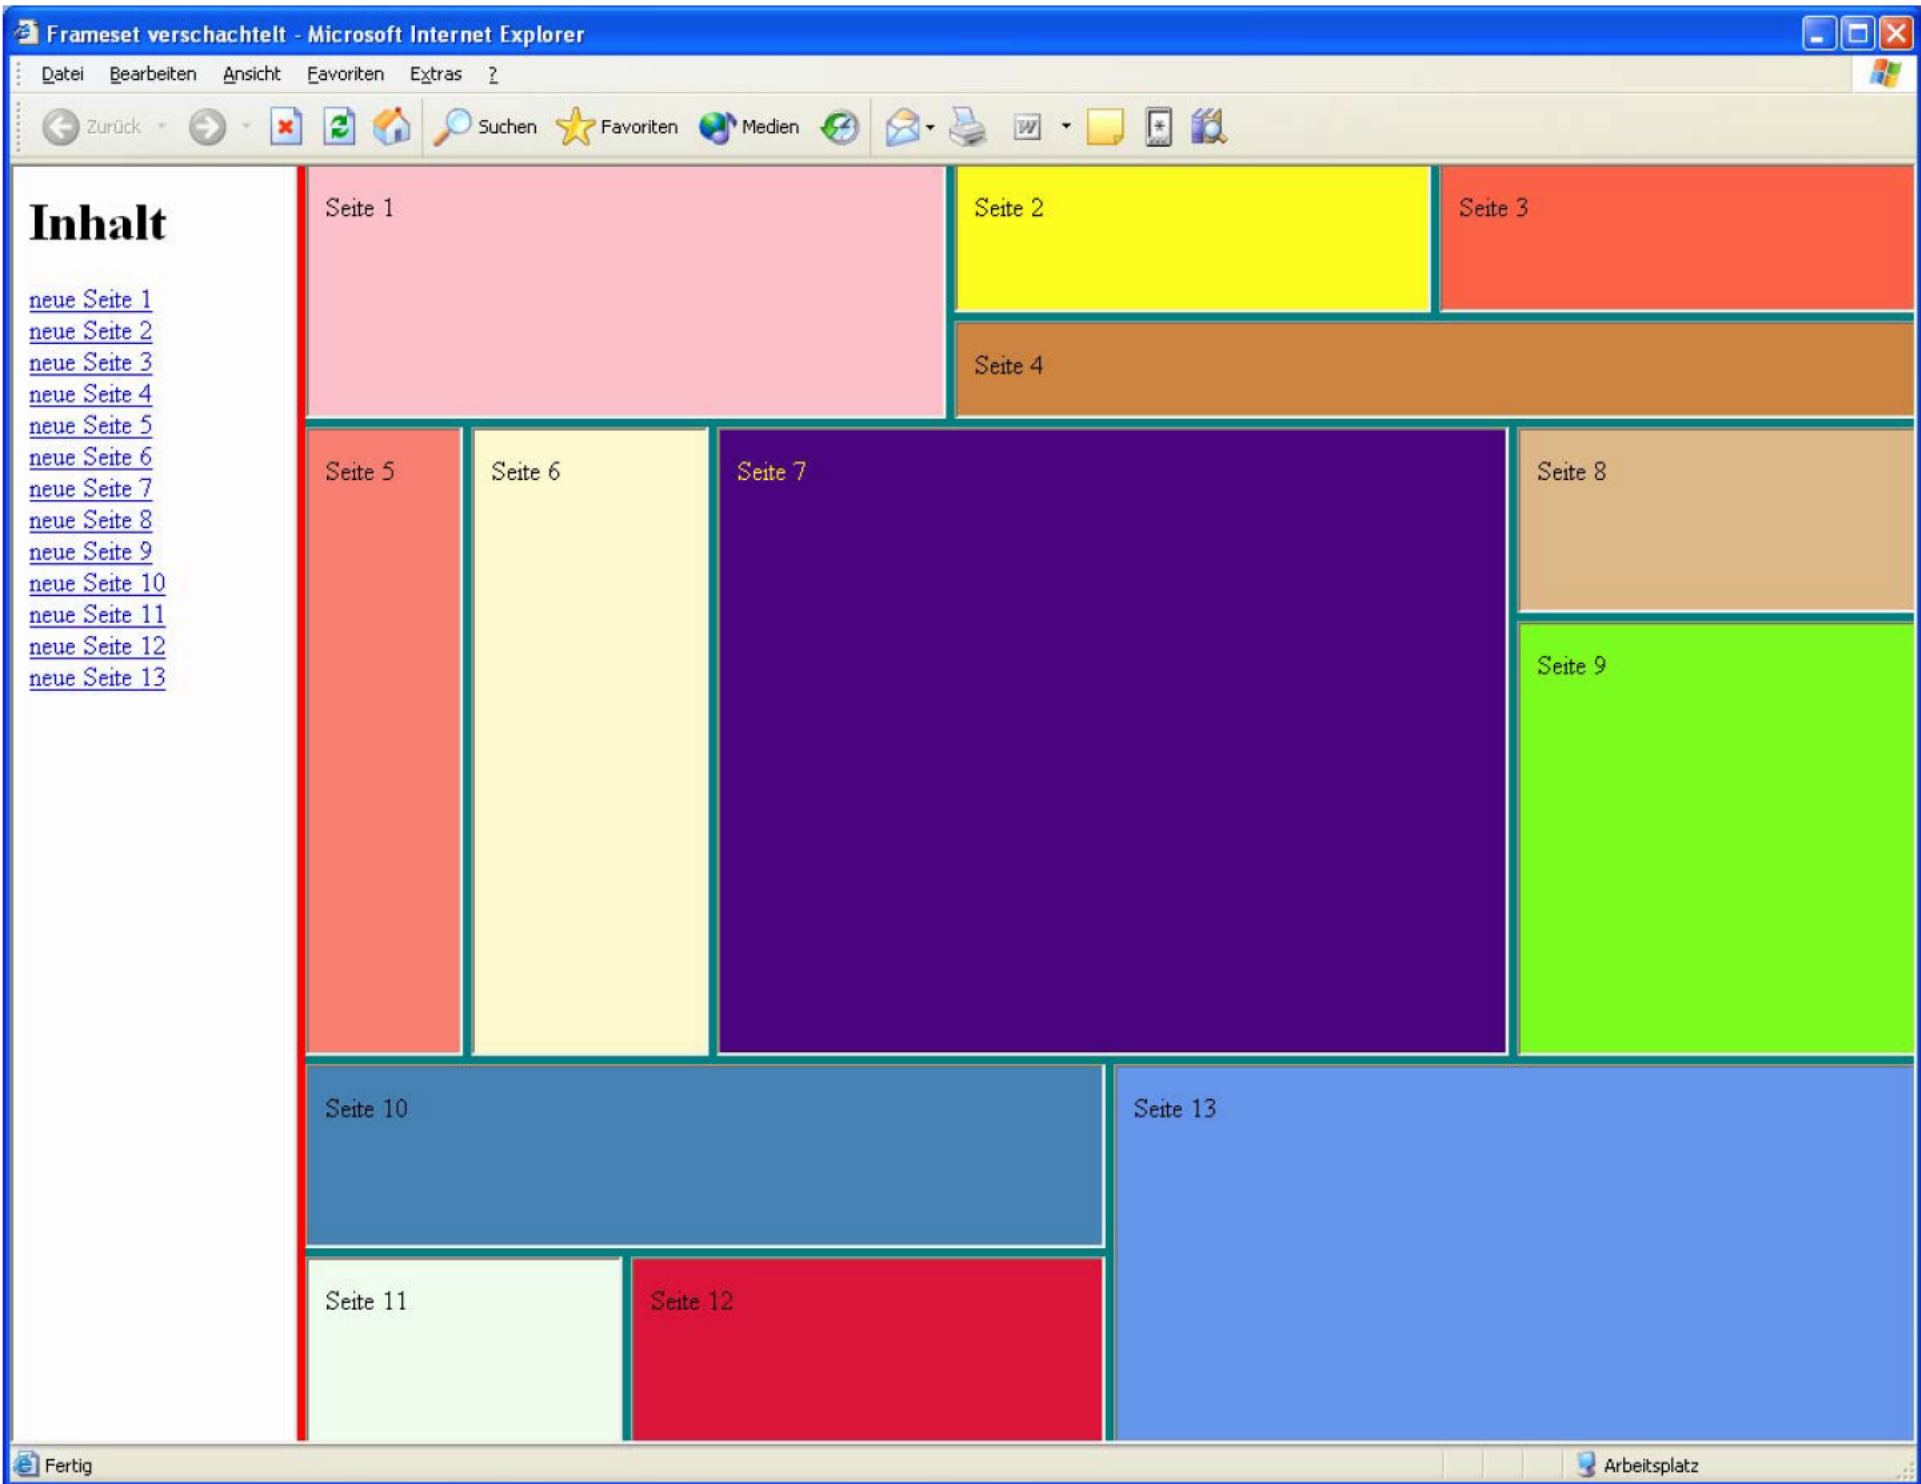 Frameset verschachtelt - Microsoft Internet Explorer
Datei Bearbeiten Ansicht Favoriten Extras ?
Zurück Suchen Favoriten Medien
Inhalt
neue Seite 1
neue Seite 2
neue Seite 3
neue Seite 4
neue Seite 5
neue Seite 6
neue Seite 7
neue Seite 8
neue Seite 9
neue Seite 10
neue Seite 11
neue Seite 12
neue Seite 13
Seite 1
Seite 2
Seite 3
Seite 4
Seite 5
Seite 6
Seite 7
Seite 8
Seite 9
Seite 10
Seite 13
Seite 11
Seite 12
Fertig
Arbeitsplatz